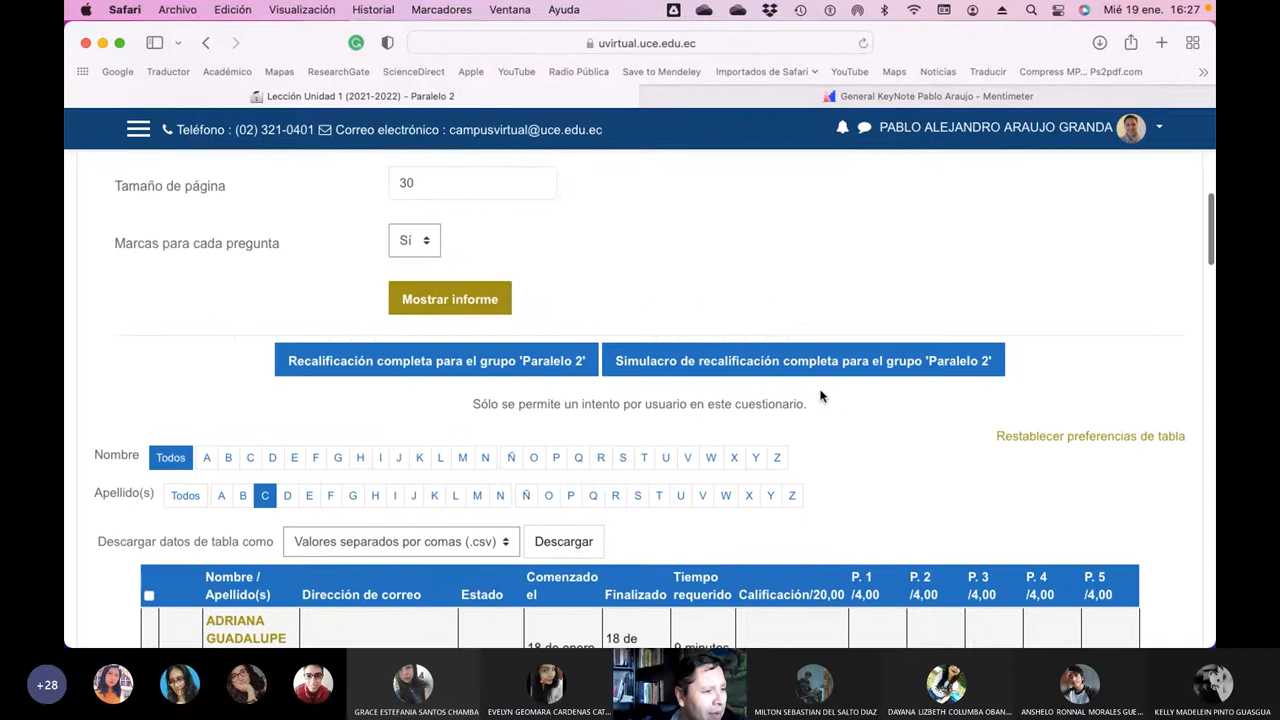 Safari Archivo Edición Visualización Historial Marcadores Ventana Ayuda Mié 19 ene. 16:27
uvirtual.uce.edu.ec
Google Traductor Académico Mapas ResearchGate ScienceDirect Apple YouTube Radio Pública Save to Mendeley Importados de Safari YouTube Maps Noticias Traducir Compress MP... Ps2pdf.com
Lección Unidad 1 (2021-2022) - Paralelo 2 General KeyNote Pablo Araujo - Mentimeter
Teléfono : (02) 321-0401 Correo electrónico : campusvirtual@uce.edu.ec PABLO ALEJANDRO ARAUJO GRANDA
Tamaño de página 30
Marcas para cada pregunta Sí
Mostrar informe
Recalificación completa para el grupo 'Paralelo 2' Simulacro de recalificación completa para el grupo 'Paralelo 2'
Sólo se permite un intento por usuario en este cuestionario.
Restablecer preferencias de tabla
Nombre Todos A B C D E F G H I J K L M N Ñ O P Q R S T U V W X Y Z
Apellido(s) Todos A B C D E F G H I J K L M N Ñ O P Q R S T U V W X Y Z
Descargar datos de tabla como Valores separados por comas (.csv) Descargar
Nombre / Comenzado Tiempo P. 1 P. 2 P. 3 P. 4 P. 5
Apellido(s) Dirección de correo Estado el Finalizado requerido Calificación/20,00 /4,00 /4,00 /4,00 /4,00 /4,00
ADRIANA
GUADALUPE 18 de enero 18 de 9 minutos
+28 GRACE ESTEFANIA SANTOS CHAMBA EVELYN GEOMARA CARDENAS CAT... MILTON SEBASTIAN DEL SALTO DIAZ DAYANA LIZBETH COLUMBA OBAN... ANSHELO RONNAL MORALES GUE... KELLY MADELEIN PINTO GUASGUA